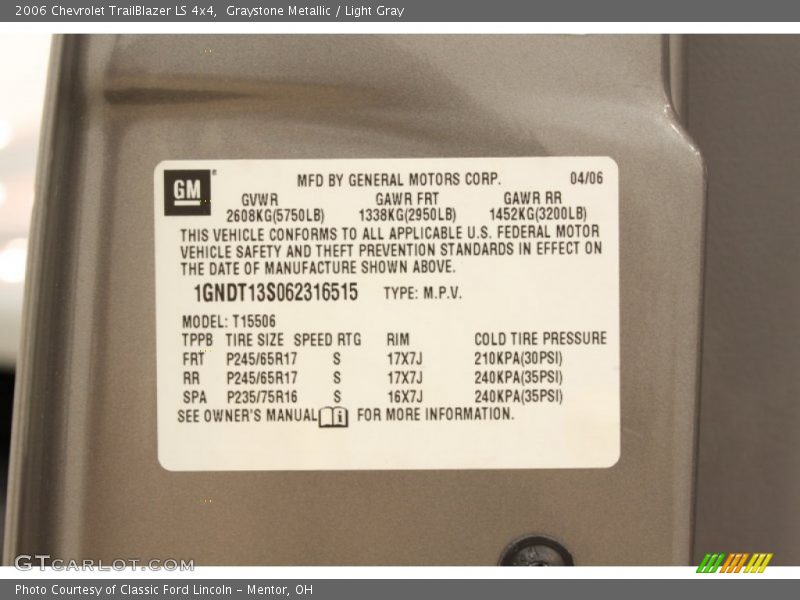 2006 Chevrolet TrailBlazer LS 4x4, Graystone Metallic / Light Gray
GM MFD BY GENERAL MOTORS CORP. 04/06
GVWR GAWR FRT GAWR RR
2608KG(5750LB) 1338KG(2950LB) 1452KG(3200LB)
THIS VEHICLE CONFORMS TO ALL APPLICABLE U.S. FEDERAL MOTOR
VEHICLE SAFETY AND THEFT PREVENTION STANDARDS IN EFFECT ON
THE DATE OF MANUFACTURE SHOWN ABOVE.
1GNDT13S062316515 TYPE: M.P.V.
MODEL: T15506
TPPB TIRE SIZE SPEED RTG RIM COLD TIRE PRESSURE
FRT P245/65R17 S 17X7J 210KPA(30PSI)
RR P245/65R17 S 17X7J 240KPA(35PSI)
SPA P235/75R16 S 16X7J 240KPA(35PSI)
SEE OWNER'S MANUAL i FOR MORE INFORMATION.
GTCARLOT.COM
Photo Courtesy of Classic Ford Lincoln - Mentor, OH